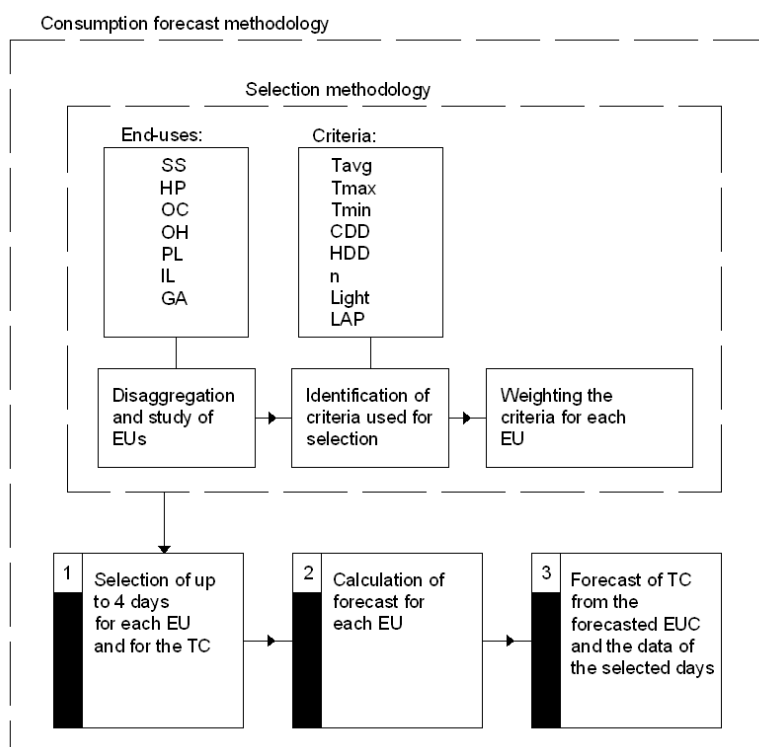 Consumption forecast methodology
Selection methodology
End-uses:
SS
HP
OC
OH
PL
IL
GA
Criteria:
Tavg
Tmax
Tmin
CDD
HDD
n
Light
LAP
Disaggregation
and study of
EUs
Identification of
criteria used for
selection
Weighting the
criteria for each
EU
1
Selection of up
to 4 days
for each EU
and for the TC
2
Calculation of
forecast for
each EU
3
Forecast of TC
from the
forecasted EUC
and the data of
the selected days